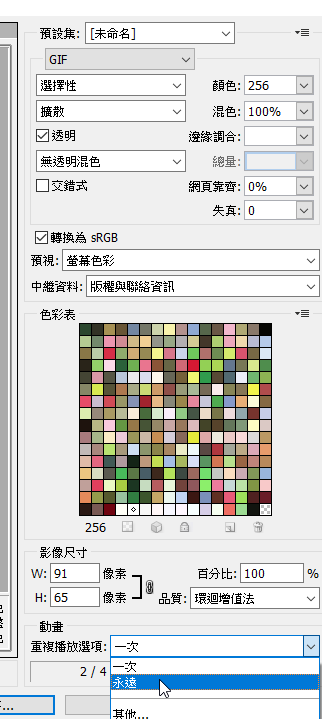 預設集: [未命名]
GIF
選擇性 顏色: 256
擴散 混色: 100%
透明 邊緣調合:
無透明混色 總量:
交錯式 網頁靠齊: 0%
失真: 0
轉換為 sRGB
預視: 螢幕色彩
中繼資料: 版權與聯絡資訊
色彩表
256
影像尺寸
W: 91 像素 百分比: 100 %
H: 65 像素 品質: 環迴增值法
動畫
重複播放選項: 一次
一次
2 / 4 永遠
其他...